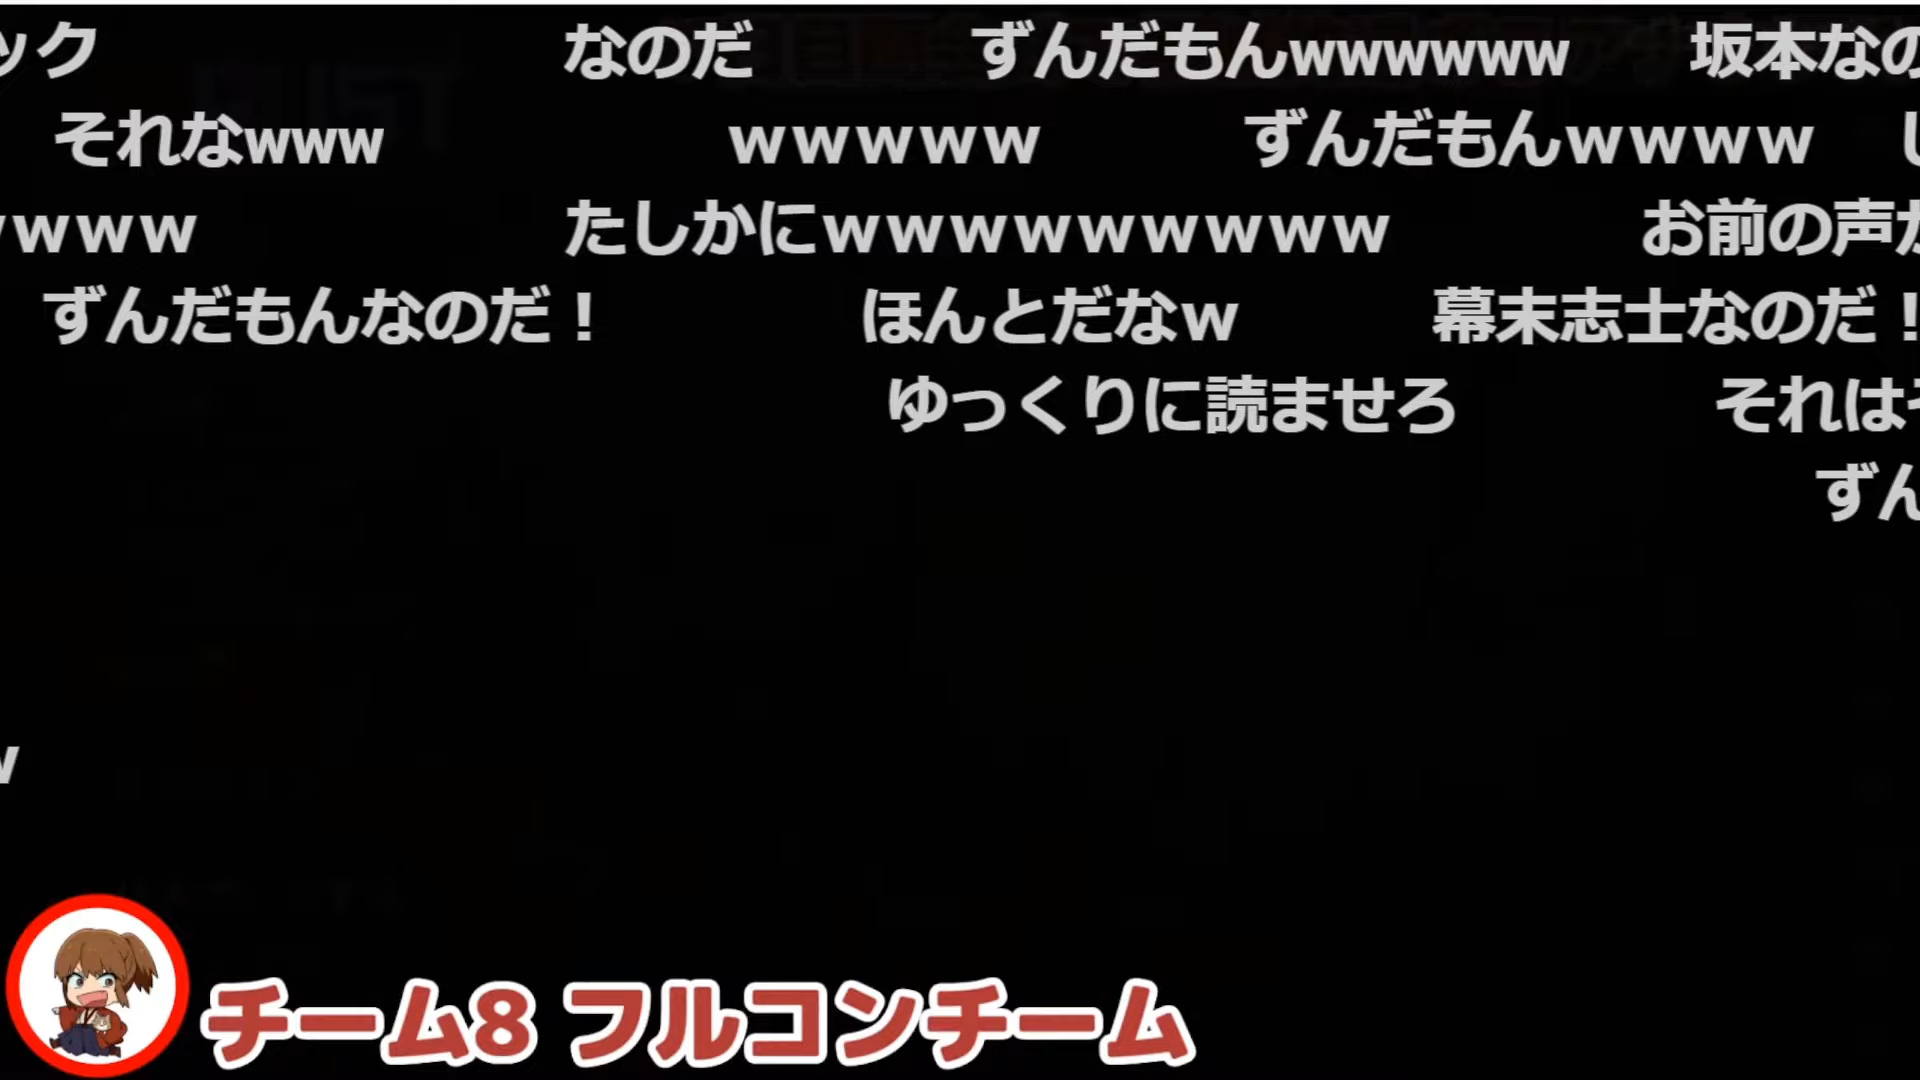 ック なのだ ずんだもんwwwwww 坂本なの
それなwww wwwww ずんだもんwwww し
wwww たしかにwwwwwwwww お前の声が
ずんだもんなのだ！ ほんとだなw 幕末志士なのだ！
ゆっくりに読ませろ それは
ずん
w
チーム8 フルコンチーム